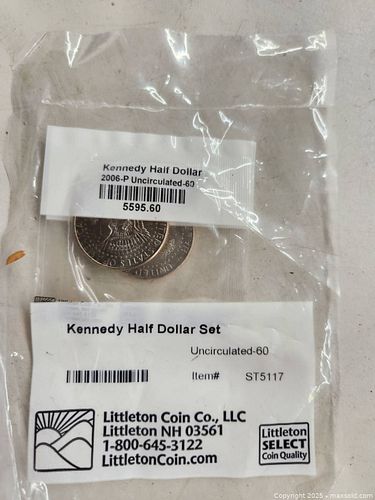 Kennedy Half Dollar
2006-P Uncirculated-60
5595.60
Kennedy Half Dollar Set
Uncirculated-60
Item# ST5117
Littleton Coin Co., LLC
Littleton NH 03561
1-800-645-3122
LittletonCoin.com
Littleton
SELECT
Coin Quality
Copyright 2025 - maxsold.com